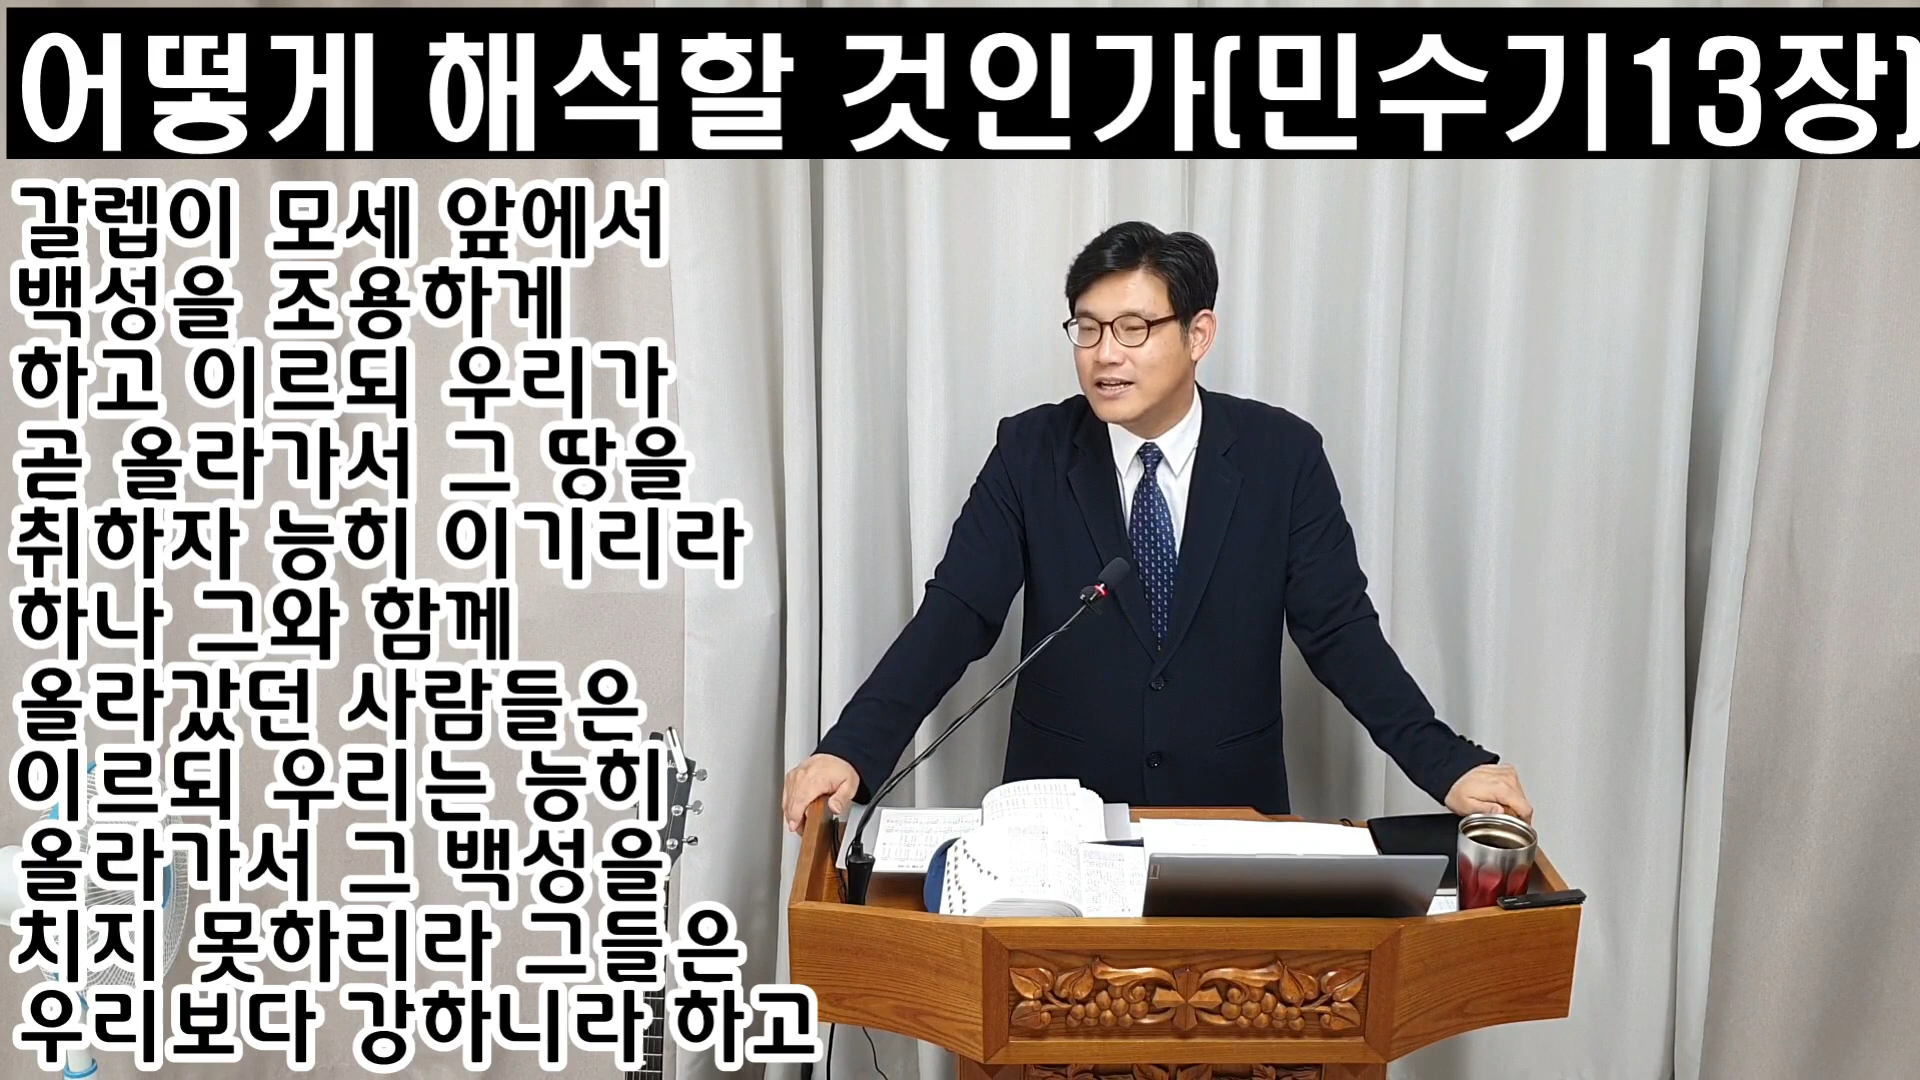 어떻게 해석할 것인가(민수기13장)
갈렙이 모세 앞에서
백성을 조용하게
하고 이르되 우리가
곧 올라가서 그 땅을
취하자 능히 이기리라
하나 그와 함께
올라갔던 사람들은
이르되 우리는 능히
올라가서 그 백성을
치지 못하리라 그들은
우리보다 강하니라 하고